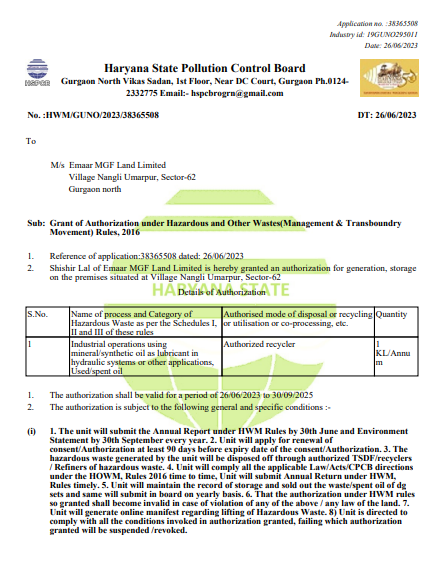 Application no. :38365508
Industry id: 19GUNO295011
Date: 26/06/2023
HSPCB
Haryana State Pollution Control Board
Gurgaon North Vikas Sadan, 1st Floor, Near DC Court, Gurgaon Ph.0124-
2332775 Email:- hspcbrogrn@gmail.com
No. :HWM/GUNO/2023/38365508 DT: 26/06/2023
To
M/s Emaar MGF Land Limited
Village Nangli Umarpur, Sector-62
Gurgaon north
Sub: Grant of Authorization under Hazardous and Other Wastes(Management & Transboundry
Movement) Rules, 2016
1. Reference of application:38365508 dated: 26/06/2023
2. Shishir Lal of Emaar MGF Land Limited is hereby granted an authorization for generation, storage
on the premises situated at Village Nangli Umarpur, Sector-62
HARYANA STATE
Details of Authorization
S.No. Name of process and Category of Authorised mode of disposal or recycling Quantity
Hazardous Waste as per the Schedules I, or utilisation or co-processing, etc.
II and III of these rules
1 Industrial operations using Authorized recycler 1
mineral/synthetic oil as lubricant in KL/Annu
hydraulic systems or other applications, m
Used/spent oil
1. The authorization shall be valid for a period of 26/06/2023 to 30/09/2025
2. The authorization is subject to the following general and specific conditions :-
(i) 1. The unit will submit the Annual Report under HWM Rules by 30th June and Environment
Statement by 30th September every year. 2. Unit will apply for renewal of
consent/Authorization at least 90 days before expiry date of the consent/Authorization. 3. The
hazardous waste generated by the unit will be disposed off through authorized TSDF/recyclers
/ Refiners of hazardous waste. 4. Unit will comply all the applicable Law/Acts/CPCB directions
under the HOWM, Rules 2016 time to time, Unit will submit Annual Return under HWM,
Rules timely. 5. Unit will maintain the record of storage and sold out the waste/spent oil of dg
sets and same will submit in board on yearly basis. 6. That the authorization under HWM rules
so granted shall become invalid in case of violation of any of the above / any law of the land. 7.
Unit will generate online manifest regarding lifting of Hazardous Waste. 8) Unit is directed to
comply with all the conditions invoked in authorization granted, failing which authorization
granted will be suspended /revoked.